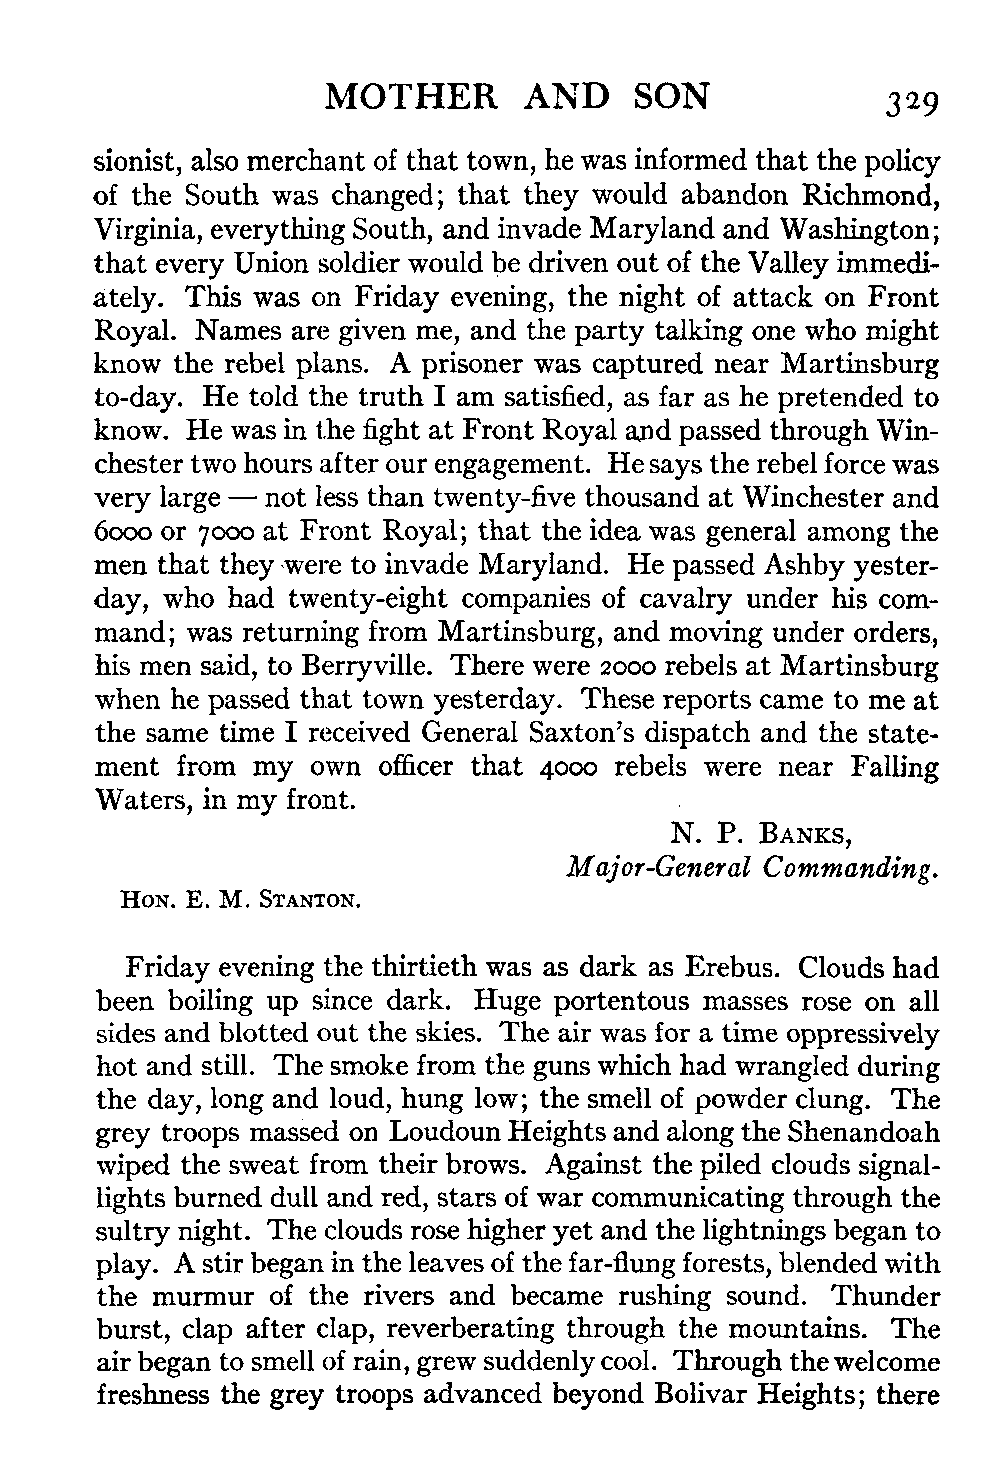 MOTHER AND SON 329
sionist, also merchant of that town, he was informed that the policy
of the South was changed; that they would abandon Richmond,
Virginia, everything South, and invade Maryland and Washington;
that every Union soldier would be driven out of the Valley immedi-
ately. This was on Friday evening, the night of attack on Front
Royal. Names are given me, and the party talking one who might
know the rebel plans. A prisoner was captured near Martinsburg
to-day. He told the truth I am satisfied, as far as he pretended to
know. He was in the fight at Front Royal and passed through Win-
chester two hours after our engagement. He says the rebel force was
very large — not less than twenty-five thousand at Winchester and
6000 or 7000 at Front Royal; that the idea was general among the
men that they were to invade Maryland. He passed Ashby yester-
day, who had twenty-eight companies of cavalry under his com-
mand; was returning from Martinsburg, and moving under orders,
his men said, to Berryville. There were 2000 rebels at Martinsburg
when he passed that town yesterday. These reports came to me at
the same time I received General Saxton's dispatch and the state-
ment from my own officer that 4000 rebels were near Falling
Waters, in my front.
N. P. BANKS,
Major-General Commanding.
HON. E. M. STANTON.
Friday evening the thirtieth was as dark as Erebus. Clouds had
been boiling up since dark. Huge portentous masses rose on all
sides and blotted out the skies. The air was for a time oppressively
hot and still. The smoke from the guns which had wrangled during
the day, long and loud, hung low; the smell of powder clung. The
grey troops massed on Loudoun Heights and along the Shenandoah
wiped the sweat from their brows. Against the piled clouds signal-
lights burned dull and red, stars of war communicating through the
sultry night. The clouds rose higher yet and the lightnings began to
play. A stir began in the leaves of the far-flung forests, blended with
the murmur of the rivers and became rushing sound. Thunder
burst, clap after clap, reverberating through the mountains. The
air began to smell of rain, grew suddenly cool. Through the welcome
freshness the grey troops advanced beyond Bolivar Heights; there